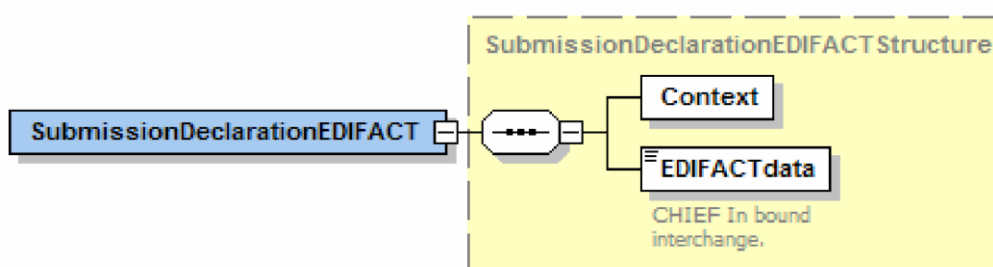 SubmissionDeclarationEDIFACTStructure
Context
SubmissionDeclarationEDIFACT
EDIFACTdata
CHIEF In bound
interchange.